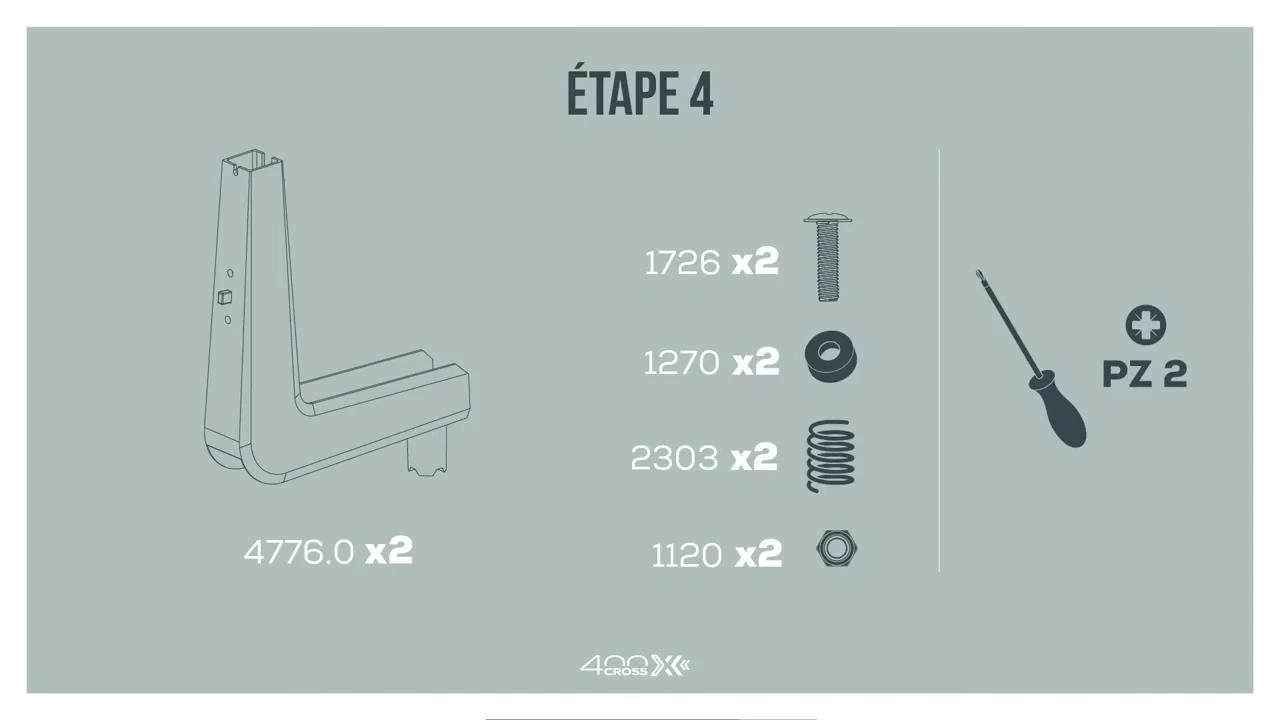 ÉTAPE 4
1726 x2
1270 x2
2303 x2
1120 x2
4776.0 x2
PZ 2
400 CROSS